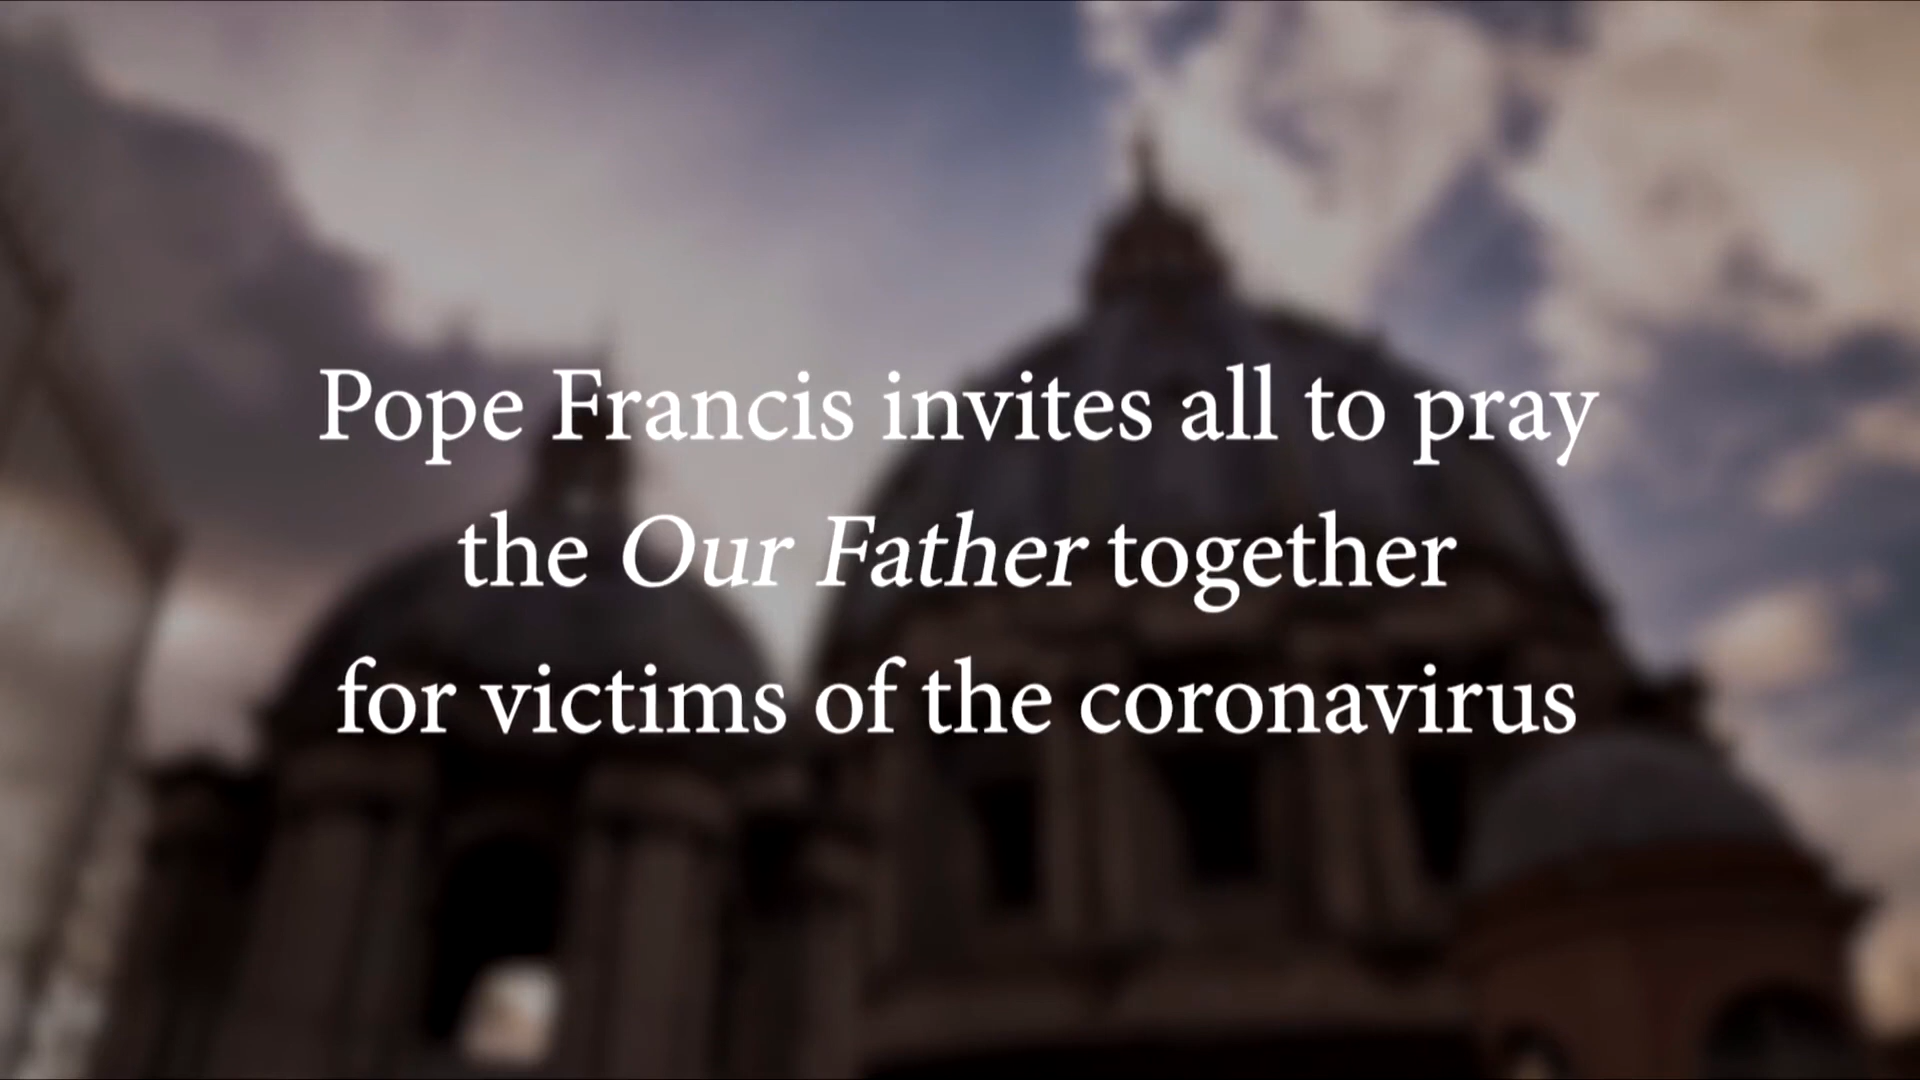 Pope Francis invites all to pray
the Our Father together
for victims of the coronavirus